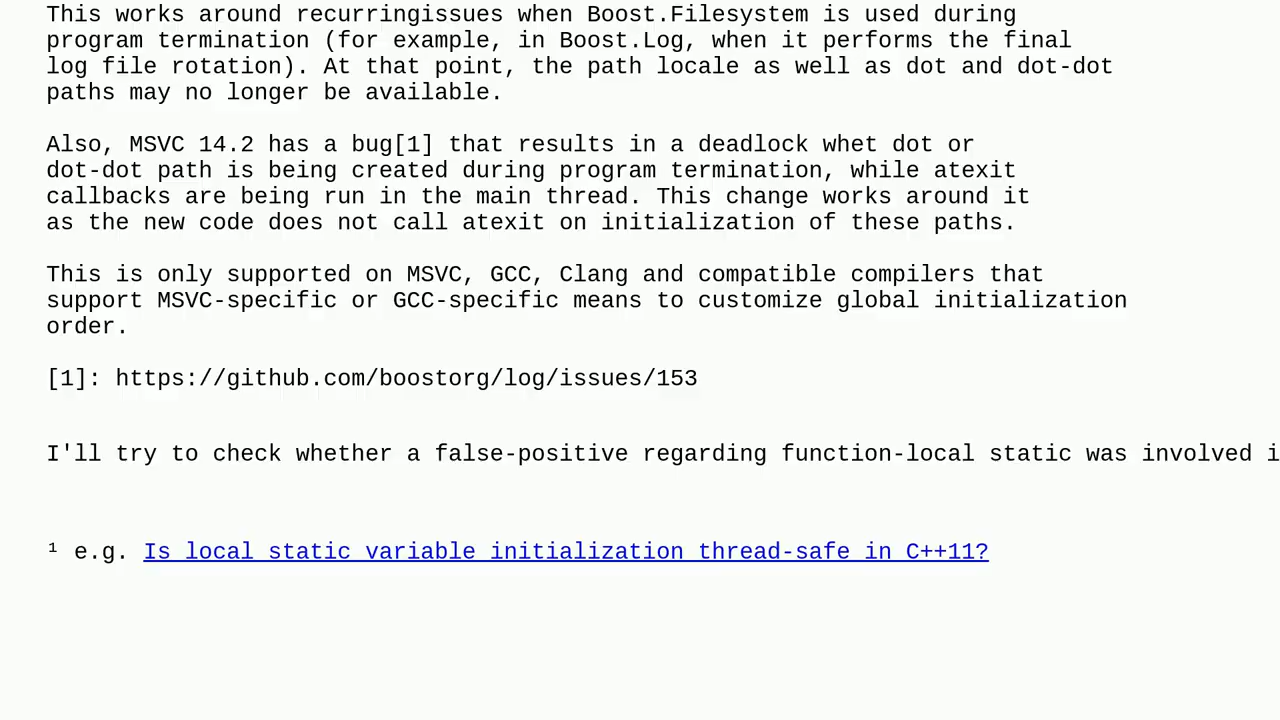 This works around recurringissues when Boost.Filesystem is used during
program termination (for example, in Boost.Log, when it performs the final
log file rotation). At that point, the path locale as well as dot and dot-dot
paths may no longer be available.
Also, MSVC 14.2 has a bug[1] that results in a deadlock whet dot or
dot-dot path is being created during program termination, while atexit
callbacks are being run in the main thread. This change works around it
as the new code does not call atexit on initialization of these paths.
This is only supported on MSVC, GCC, Clang and compatible compilers that
support MSVC-specific or GCC-specific means to customize global initialization
order.
[1]: https://github.com/boostorg/log/issues/153
I'll try to check whether a false-positive regarding function-local static was involved i
¹ e.g. Is local static variable initialization thread-safe in C++11?